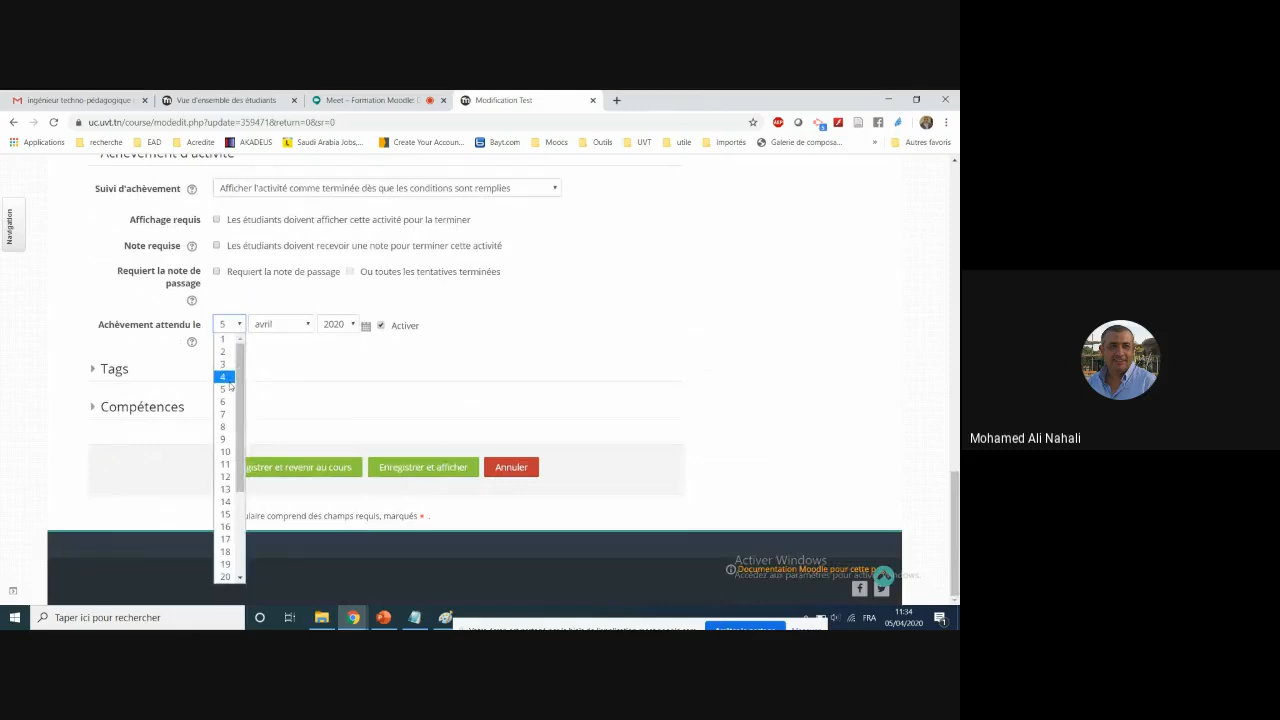 ingénieur techno-pédagogique
Vue d'ensemble des étudiants
Meet – Formation Moodle:
Modification Test
uc.uvt.tn/course/modedit.php?update=359471&return=0&sr=0
Applications
recherche
EAD
Acredite
AKADEUS
Saudi Arabia Jobs,...
Create Your Accoun...
Bayt.com
Moocs
Outils
UVT
utile
Importés
Galerie de composa...
»
Autres favoris
Achèvement d'activité
Navigation
Suivi d'achèvement
Afficher l'activité comme terminée dès que les conditions sont remplies
Affichage requis
Les étudiants doivent afficher cette activité pour la terminer
Note requise
Les étudiants doivent recevoir une note pour terminer cette activité
Requiert la note de
passage
Requiert la note de passage
Ou toutes les tentatives terminées
Achèvement attendu le
5
avril
2020
Activer
1
2
3
4
5
6
7
8
9
10
11
12
13
14
15
16
17
18
19
20
Tags
Compétences
gistrer et revenir au cours
Enregistrer et afficher
Annuler
ulaire comprend des champs requis, marqués * .
Activer Windows
Documentation Moodle pour cette
Accédez aux paramètres pour
Taper ici pour rechercher
FRA
11:34
05/04/2020
Mohamed Ali Nahali